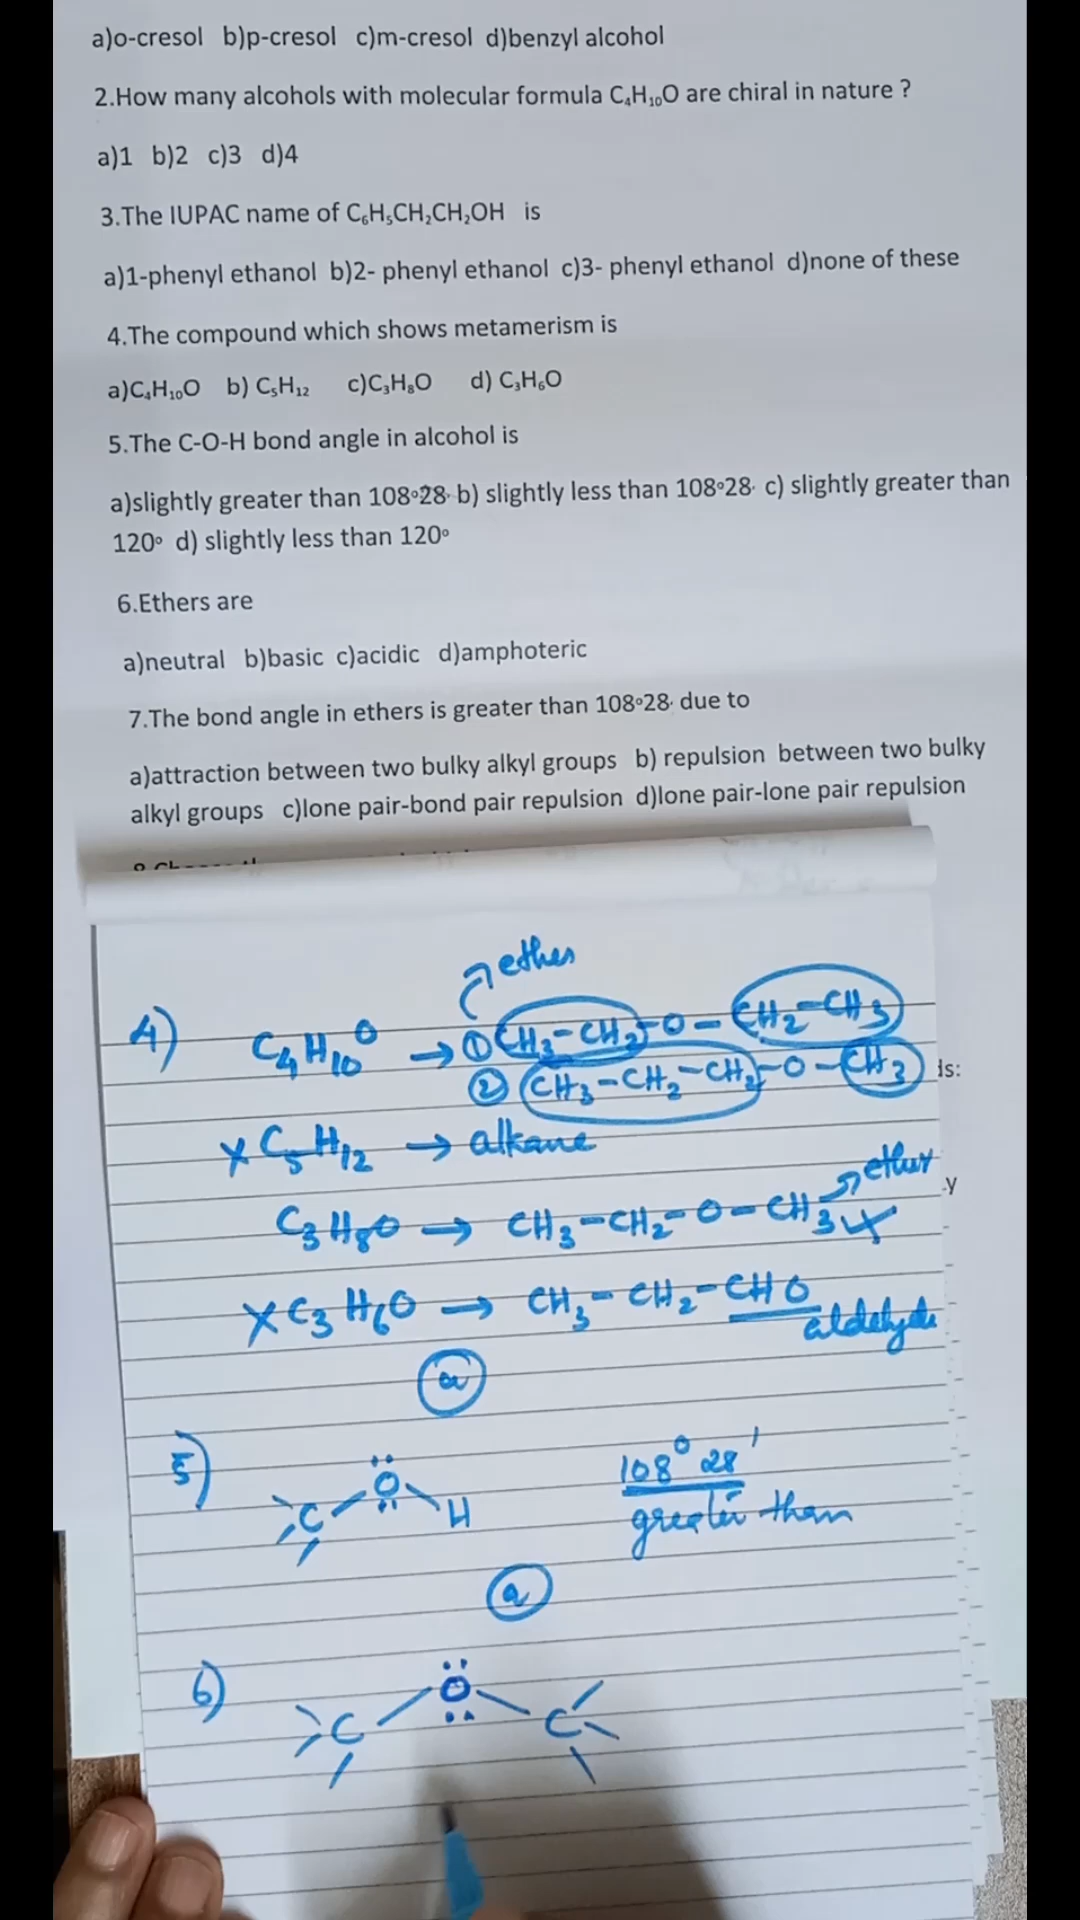 a)o-cresol b)p-cresol c)m-cresol d)benzyl alcohol
2.How many alcohols with molecular formula C₄H₁₀O are chiral in nature ?
a)1 b)2 c)3 d)4
3.The IUPAC name of C₆H₅CH₂CH₂OH is
a)1-phenyl ethanol b)2- phenyl ethanol c)3- phenyl ethanol d)none of these
4.The compound which shows metamerism is
a)C₄H₁₀O b) C₅H₁₂ c)C₃H₈O d) C₃H₆O
5.The C-O-H bond angle in alcohol is
a)slightly greater than 108°28' b) slightly less than 108°28' c) slightly greater than
120° d) slightly less than 120°
6.Ethers are
a)neutral b)basic c)acidic d)amphoteric
7.The bond angle in ethers is greater than 108°28' due to
a)attraction between two bulky alkyl groups b) repulsion between two bulky
alkyl groups c)lone pair-bond pair repulsion d)lone pair-lone pair repulsion
ether
4) C₄H₁₀O → ① CH₃-CH₂-O-CH₂-CH₃
② CH₃-CH₂-CH₂-O-CH₃
ls:
x C₅H₁₂ → alkane
ether
y
C₃H₈O → CH₃-CH₂-O-CH₃ x
x C₃H₆O → CH₃-CH₂-CHO
aldehyde
a
5) C-O-H 108°28'
greater than
a
6) C-O-C